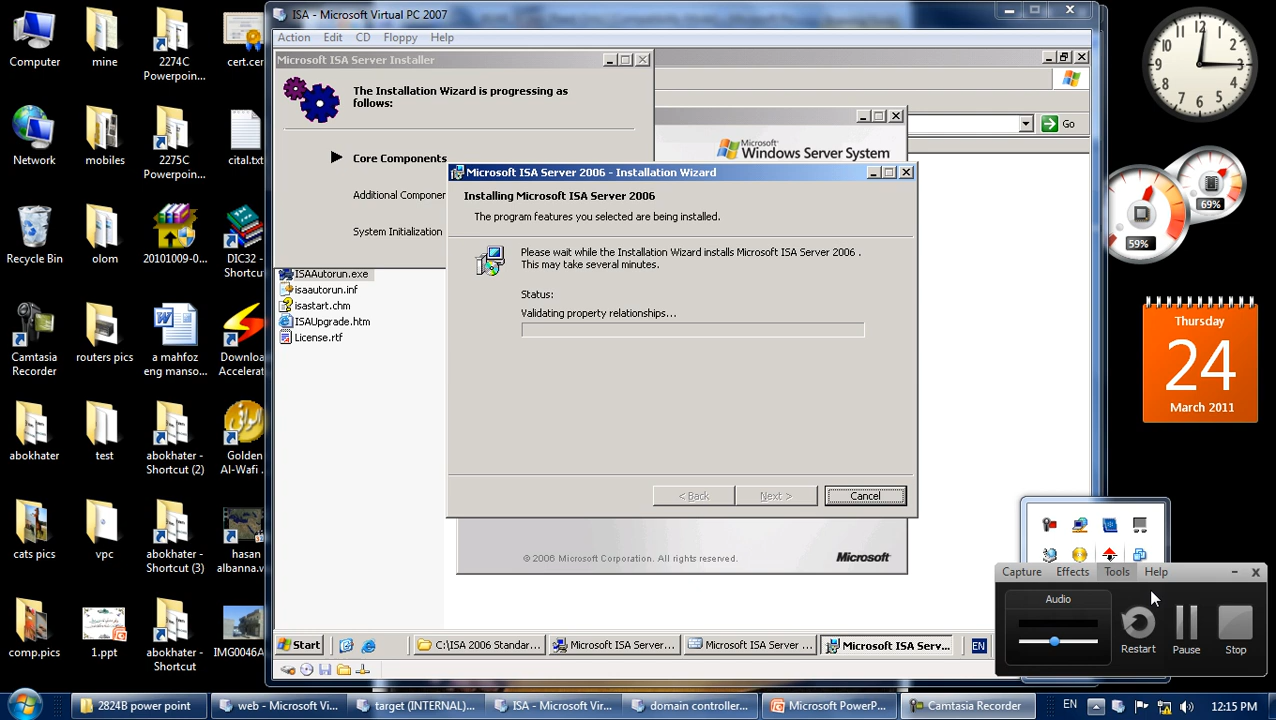 Computer
mine
2274C
Powerpoin...
cert.cer
Network
mobiles
2275C
Powerpoin...
cital.txt
Recycle Bin
olom
20101009-0...
DIC32 -
Shortcut
Camtasia
Recorder
routers pics
a mahfoz
eng manso...
Download
Accelerat
abokhater
test
abokhater -
Shortcut (2)
Golden
Al-Wafi
cats pics
vpc
abokhater -
Shortcut (3)
hasan
albanna.
comp.pics
1.ppt
abokhater -
Shortcut
IMG0046A
ISA - Microsoft Virtual PC 2007
Action Edit CD Floppy Help
Microsoft ISA Server Installer
The Installation Wizard is progressing as
follows:
Core Components
Additional Componen
System Initialization
Go
Microsoft
Windows Server System
Microsoft ISA Server 2006 - Installation Wizard
Installing Microsoft ISA Server 2006
The program features you selected are being installed.
Please wait while the Installation Wizard installs Microsoft ISA Server 2006 .
This may take several minutes.
Status:
Validating property relationships...
< Back Next > Cancel
ISAAutorun.exe
isaautorun.inf
isastart.chm
ISAUpgrade.htm
License.rtf
© 2006 Microsoft Corporation. All rights reserved. Microsoft
Start
C:\ISA 2006 Standar...
Microsoft ISA Server...
Microsoft ISA Server ...
Microsoft ISA Serv...
EN
12
3
6
9
59%
69%
Thursday
24
March 2011
Capture Effects Tools Help
Audio
Restart
Pause
Stop
2824B power point
web - Microsoft Vi...
target (INTERNAL)...
ISA - Microsoft Vir...
domain controller...
Microsoft PowerP...
Camtasia Recorder
EN
12:15 PM